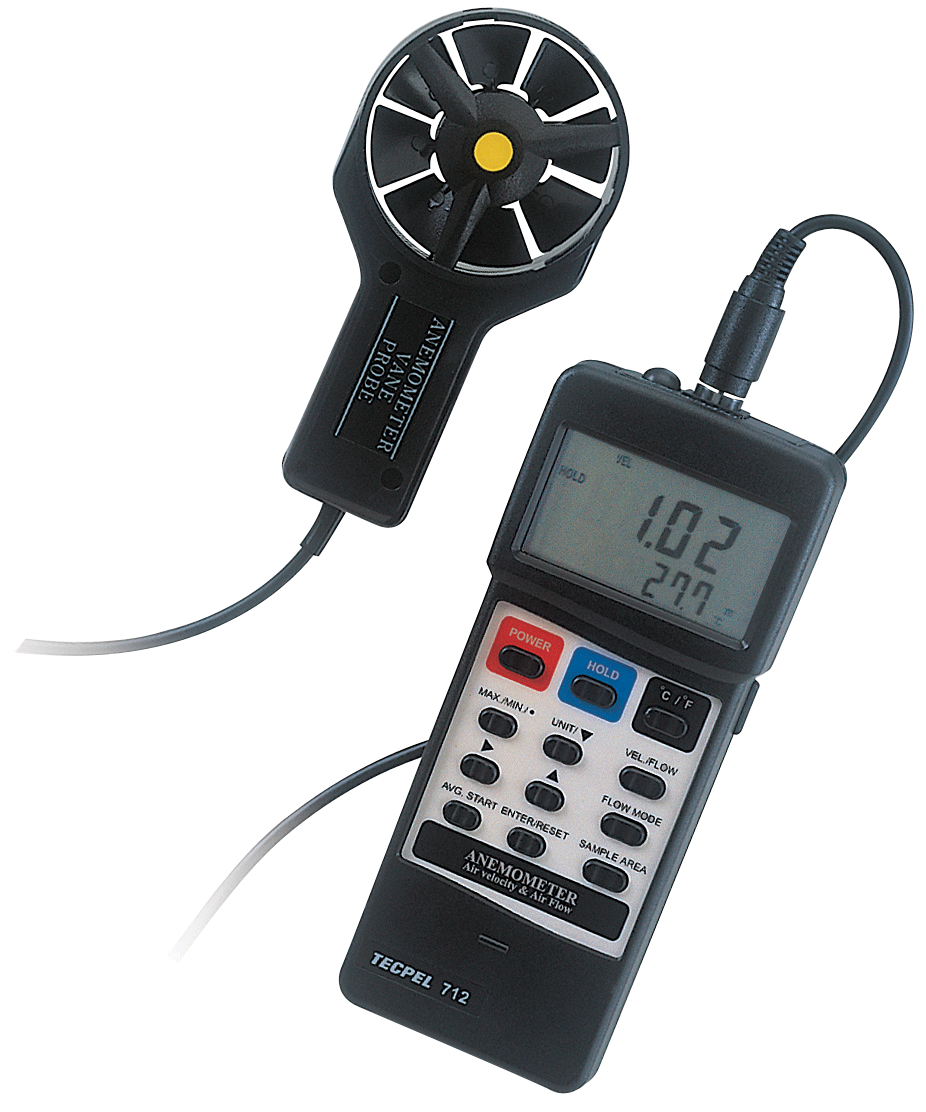 ANEMOMETER
VANE
PROBE
VEL
HOLD
1.02
27.7
m
°C
POWER
HOLD
°C / °F
MAX./MIN./●
UNIT/▼
VEL./FLOW
▶
▲
FLOW MODE
AVG. START
ENTER/RESET
SAMPLE AREA
ANEMOMETER
Air velocity & Air Flow
TECPEL 712